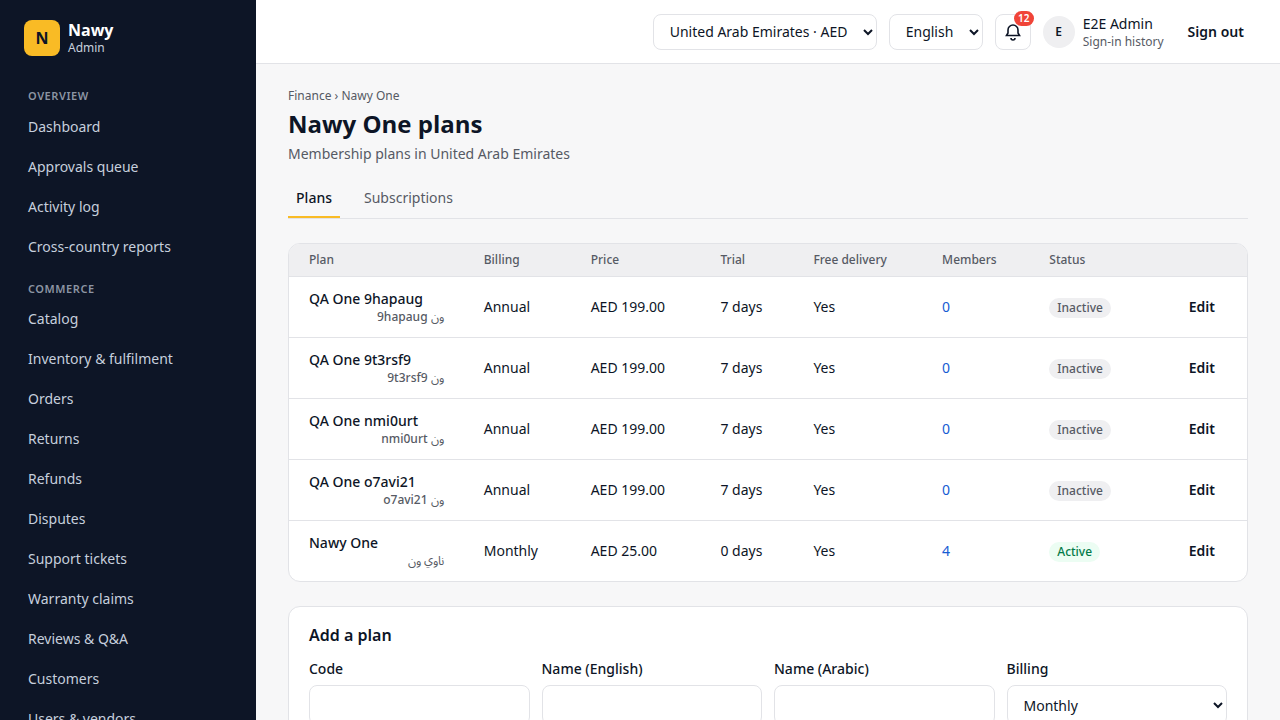 N
Nawy
Admin
OVERVIEW
Dashboard
Approvals queue
Activity log
Cross-country reports
COMMERCE
Catalog
Inventory & fulfilment
Orders
Returns
Refunds
Disputes
Support tickets
Warranty claims
Reviews & Q&A
Customers
Users & vendors
United Arab Emirates · AED
English
12
E
E2E Admin
Sign-in history
Sign out
Finance › Nawy One
Nawy One plans
Membership plans in United Arab Emirates
Plans
Subscriptions
Plan Billing Price Trial Free delivery Members Status
QA One 9hapaug
ون 9hapaug
Annual AED 199.00 7 days Yes 0 Inactive Edit
QA One 9t3rsf9
ون 9t3rsf9
Annual AED 199.00 7 days Yes 0 Inactive Edit
QA One nmi0urt
ون nmi0urt
Annual AED 199.00 7 days Yes 0 Inactive Edit
QA One o7avi21
ون o7avi21
Annual AED 199.00 7 days Yes 0 Inactive Edit
Nawy One
ناوي ون
Monthly AED 25.00 0 days Yes 4 Active Edit
Add a plan
Code
Name (English)
Name (Arabic)
Billing
Monthly